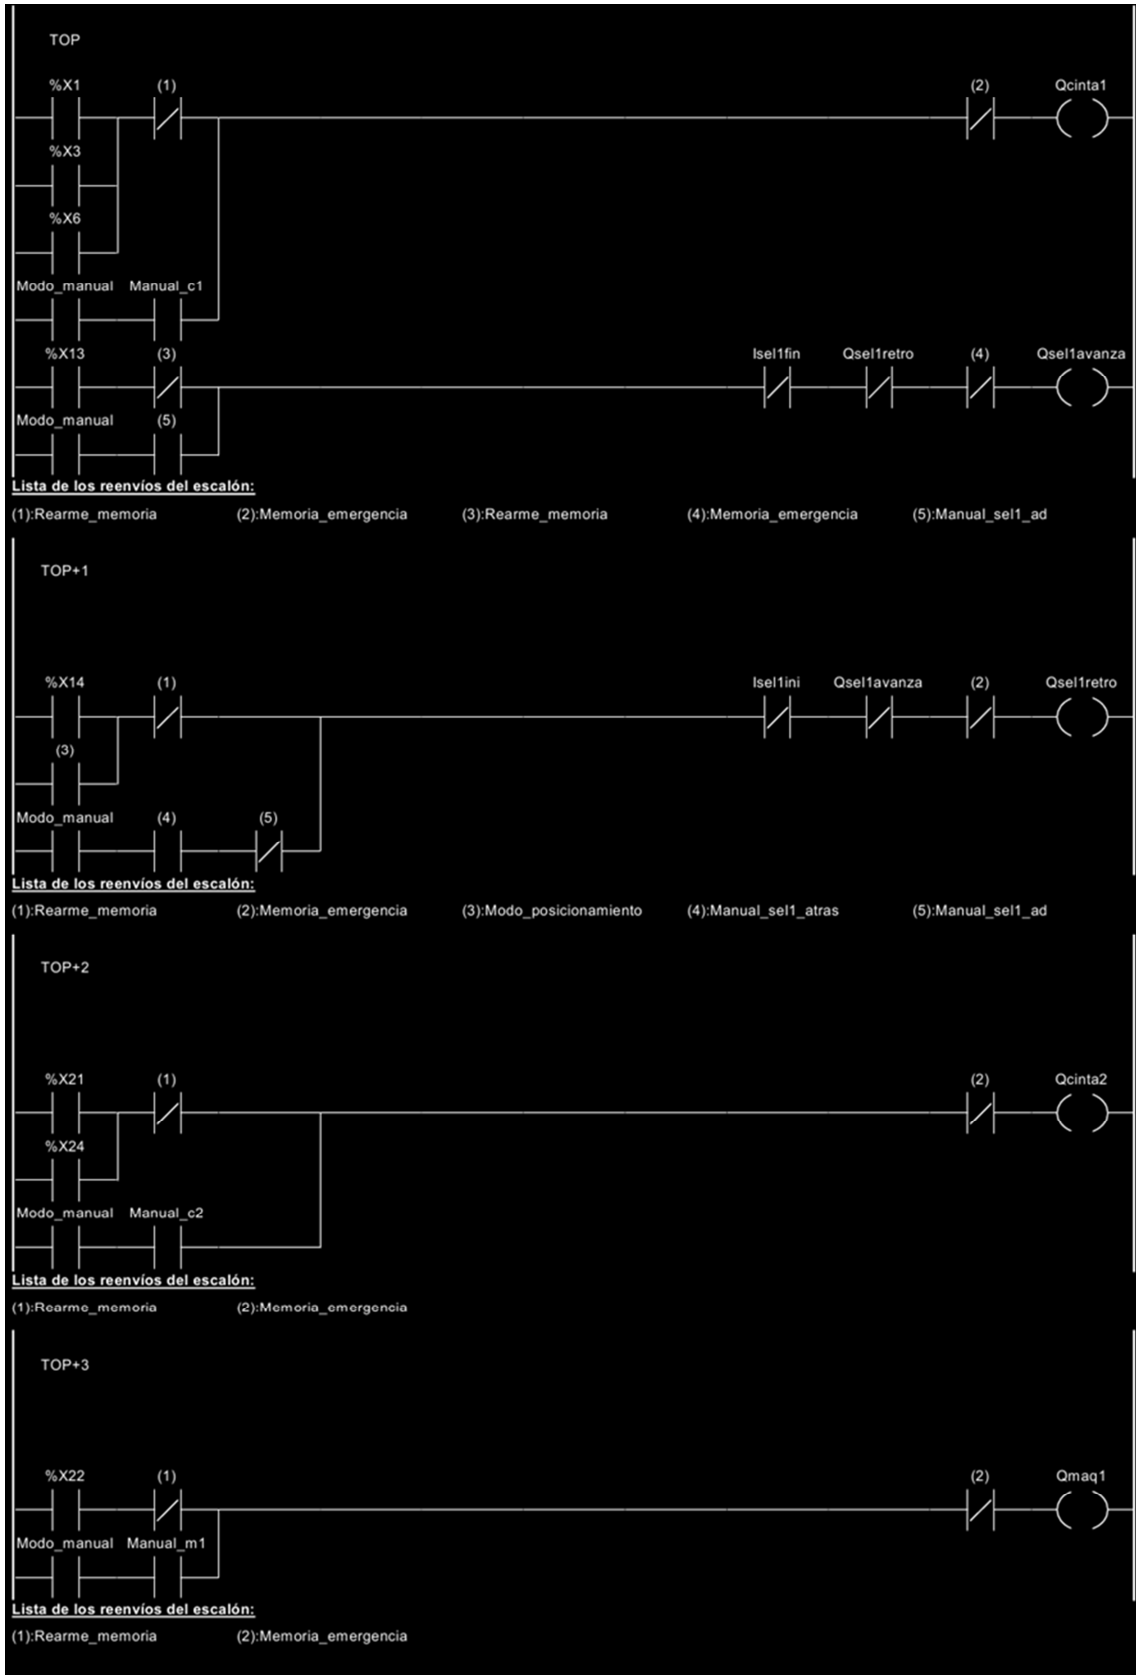 TOP
%X1 (1) (2) Qcinta1
%X3
%X6
Modo_manual Manual_c1
%X13 (3) Isel1fin Qsel1retro (4) Qsel1avanza
Modo_manual (5)
Lista de los reenvíos del escalón:
(1):Rearme_memoria (2):Memoria_emergencia (3):Rearme_memoria (4):Memoria_emergencia (5):Manual_sel1_ad
TOP+1
%X14 (1) Isel1ini Qsel1avanza (2) Qsel1retro
(3)
Modo_manual (4) (5)
Lista de los reenvíos del escalón:
(1):Rearme_memoria (2):Memoria_emergencia (3):Modo_posicionamiento (4):Manual_sel1_atras (5):Manual_sel1_ad
TOP+2
%X21 (1) (2) Qcinta2
%X24
Modo_manual Manual_c2
Lista de los reenvíos del escalón:
(1):Rearme_memoria (2):Memoria_emergencia
TOP+3
%X22 (1) (2) Qmaq1
Modo_manual Manual_m1
Lista de los reenvíos del escalón:
(1):Rearme_memoria (2):Memoria_emergencia